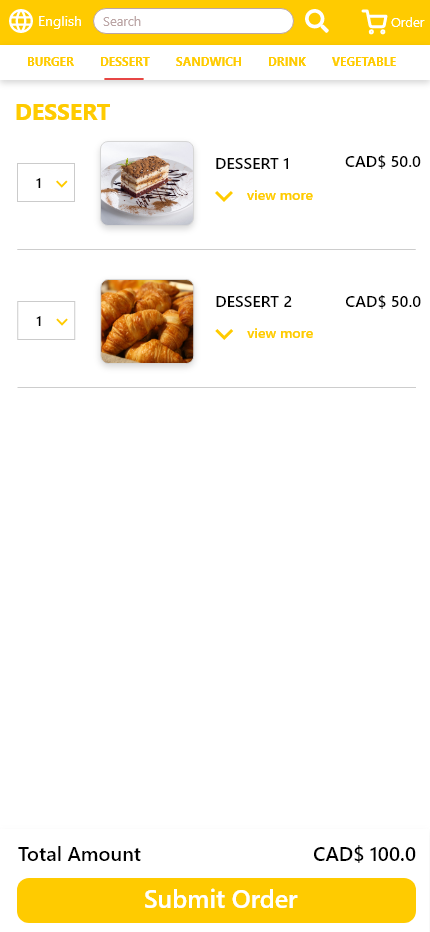 English Search Order
BURGER DESSERT SANDWICH DRINK VEGETABLE
DESSERT
1 DESSERT 1 CAD$ 50.0
view more
1 DESSERT 2 CAD$ 50.0
view more
Total Amount CAD$ 100.0
Submit Order